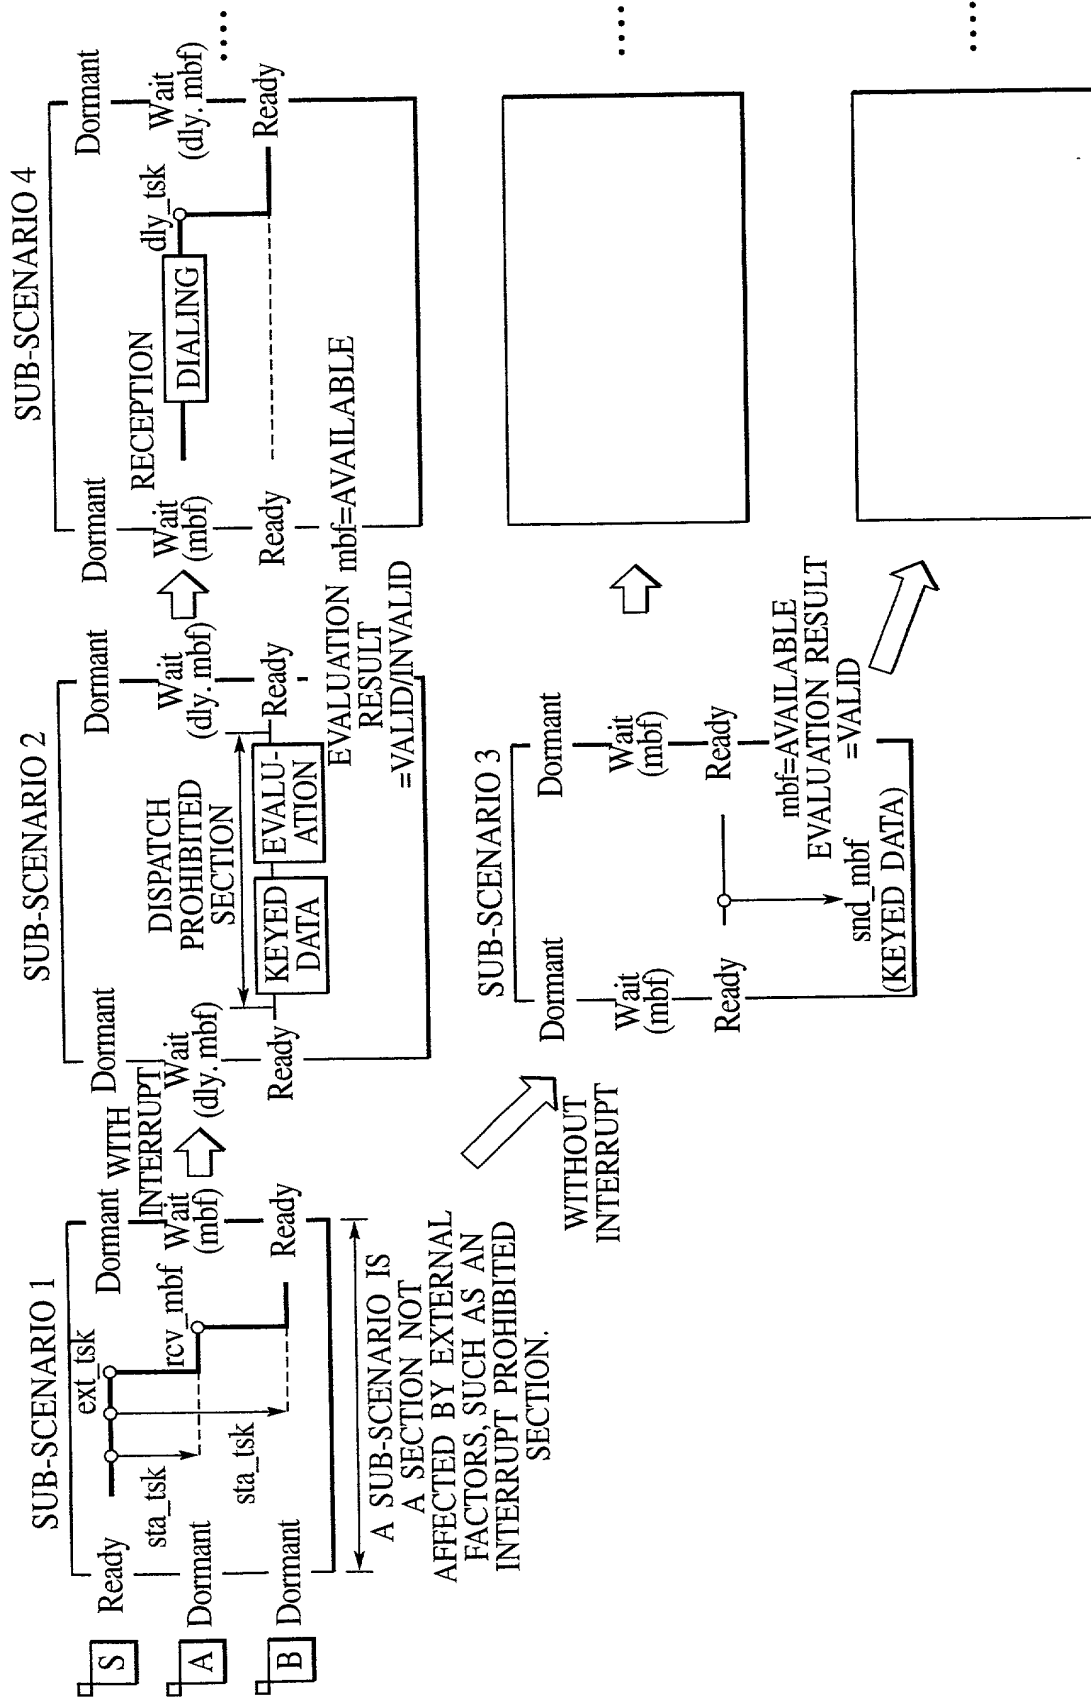 SUB-SCENARIO 1
S
Ready
A
Dormant
B
Dormant
sta_tsk
sta_tsk
ext_tsk
rcv_mbf
Dormant
Wait
(mbf)
Ready
A SUB-SCENARIO IS
A SECTION NOT
AFFECTED BY EXTERNAL
FACTORS, SUCH AS AN
INTERRUPT PROHIBITED
SECTION.
WITH
INTERRUPT
WITHOUT
INTERRUPT
SUB-SCENARIO 2
Dormant
Wait
(dly. mbf)
Ready
DISPATCH
PROHIBITED
SECTION
KEYED
DATA
EVALU-
ATION
Dormant
Wait
(dly. mbf)
Ready
EVALUATION
RESULT
=VALID/INVALID
mbf=AVAILABLE
SUB-SCENARIO 3
Dormant
Wait
(mbf)
Ready
snd_mbf
(KEYED DATA)
Dormant
Wait
(mbf)
Ready
mbf=AVAILABLE
EVALUATION RESULT
=VALID
SUB-SCENARIO 4
Dormant
Wait
(mbf)
Ready
RECEPTION
DIALING
dly_tsk
Dormant
Wait
(dly. mbf)
Ready
....
....
....